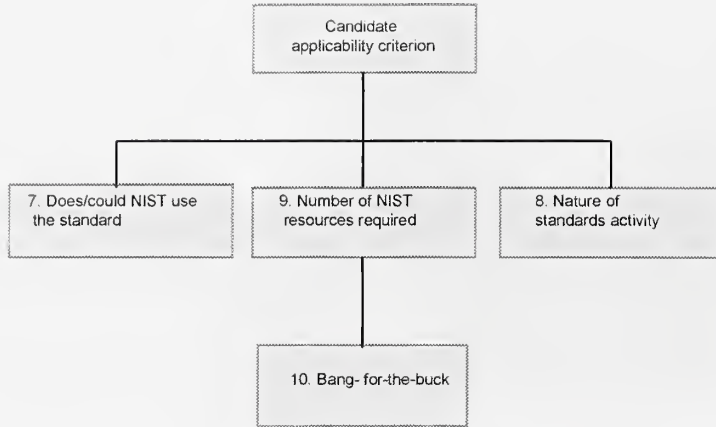 Candidate
applicability criterion
7. Does/could NIST use
the standard
9. Number of NIST
resources required
8. Nature of
standards activity
10. Bang- for-the-buck